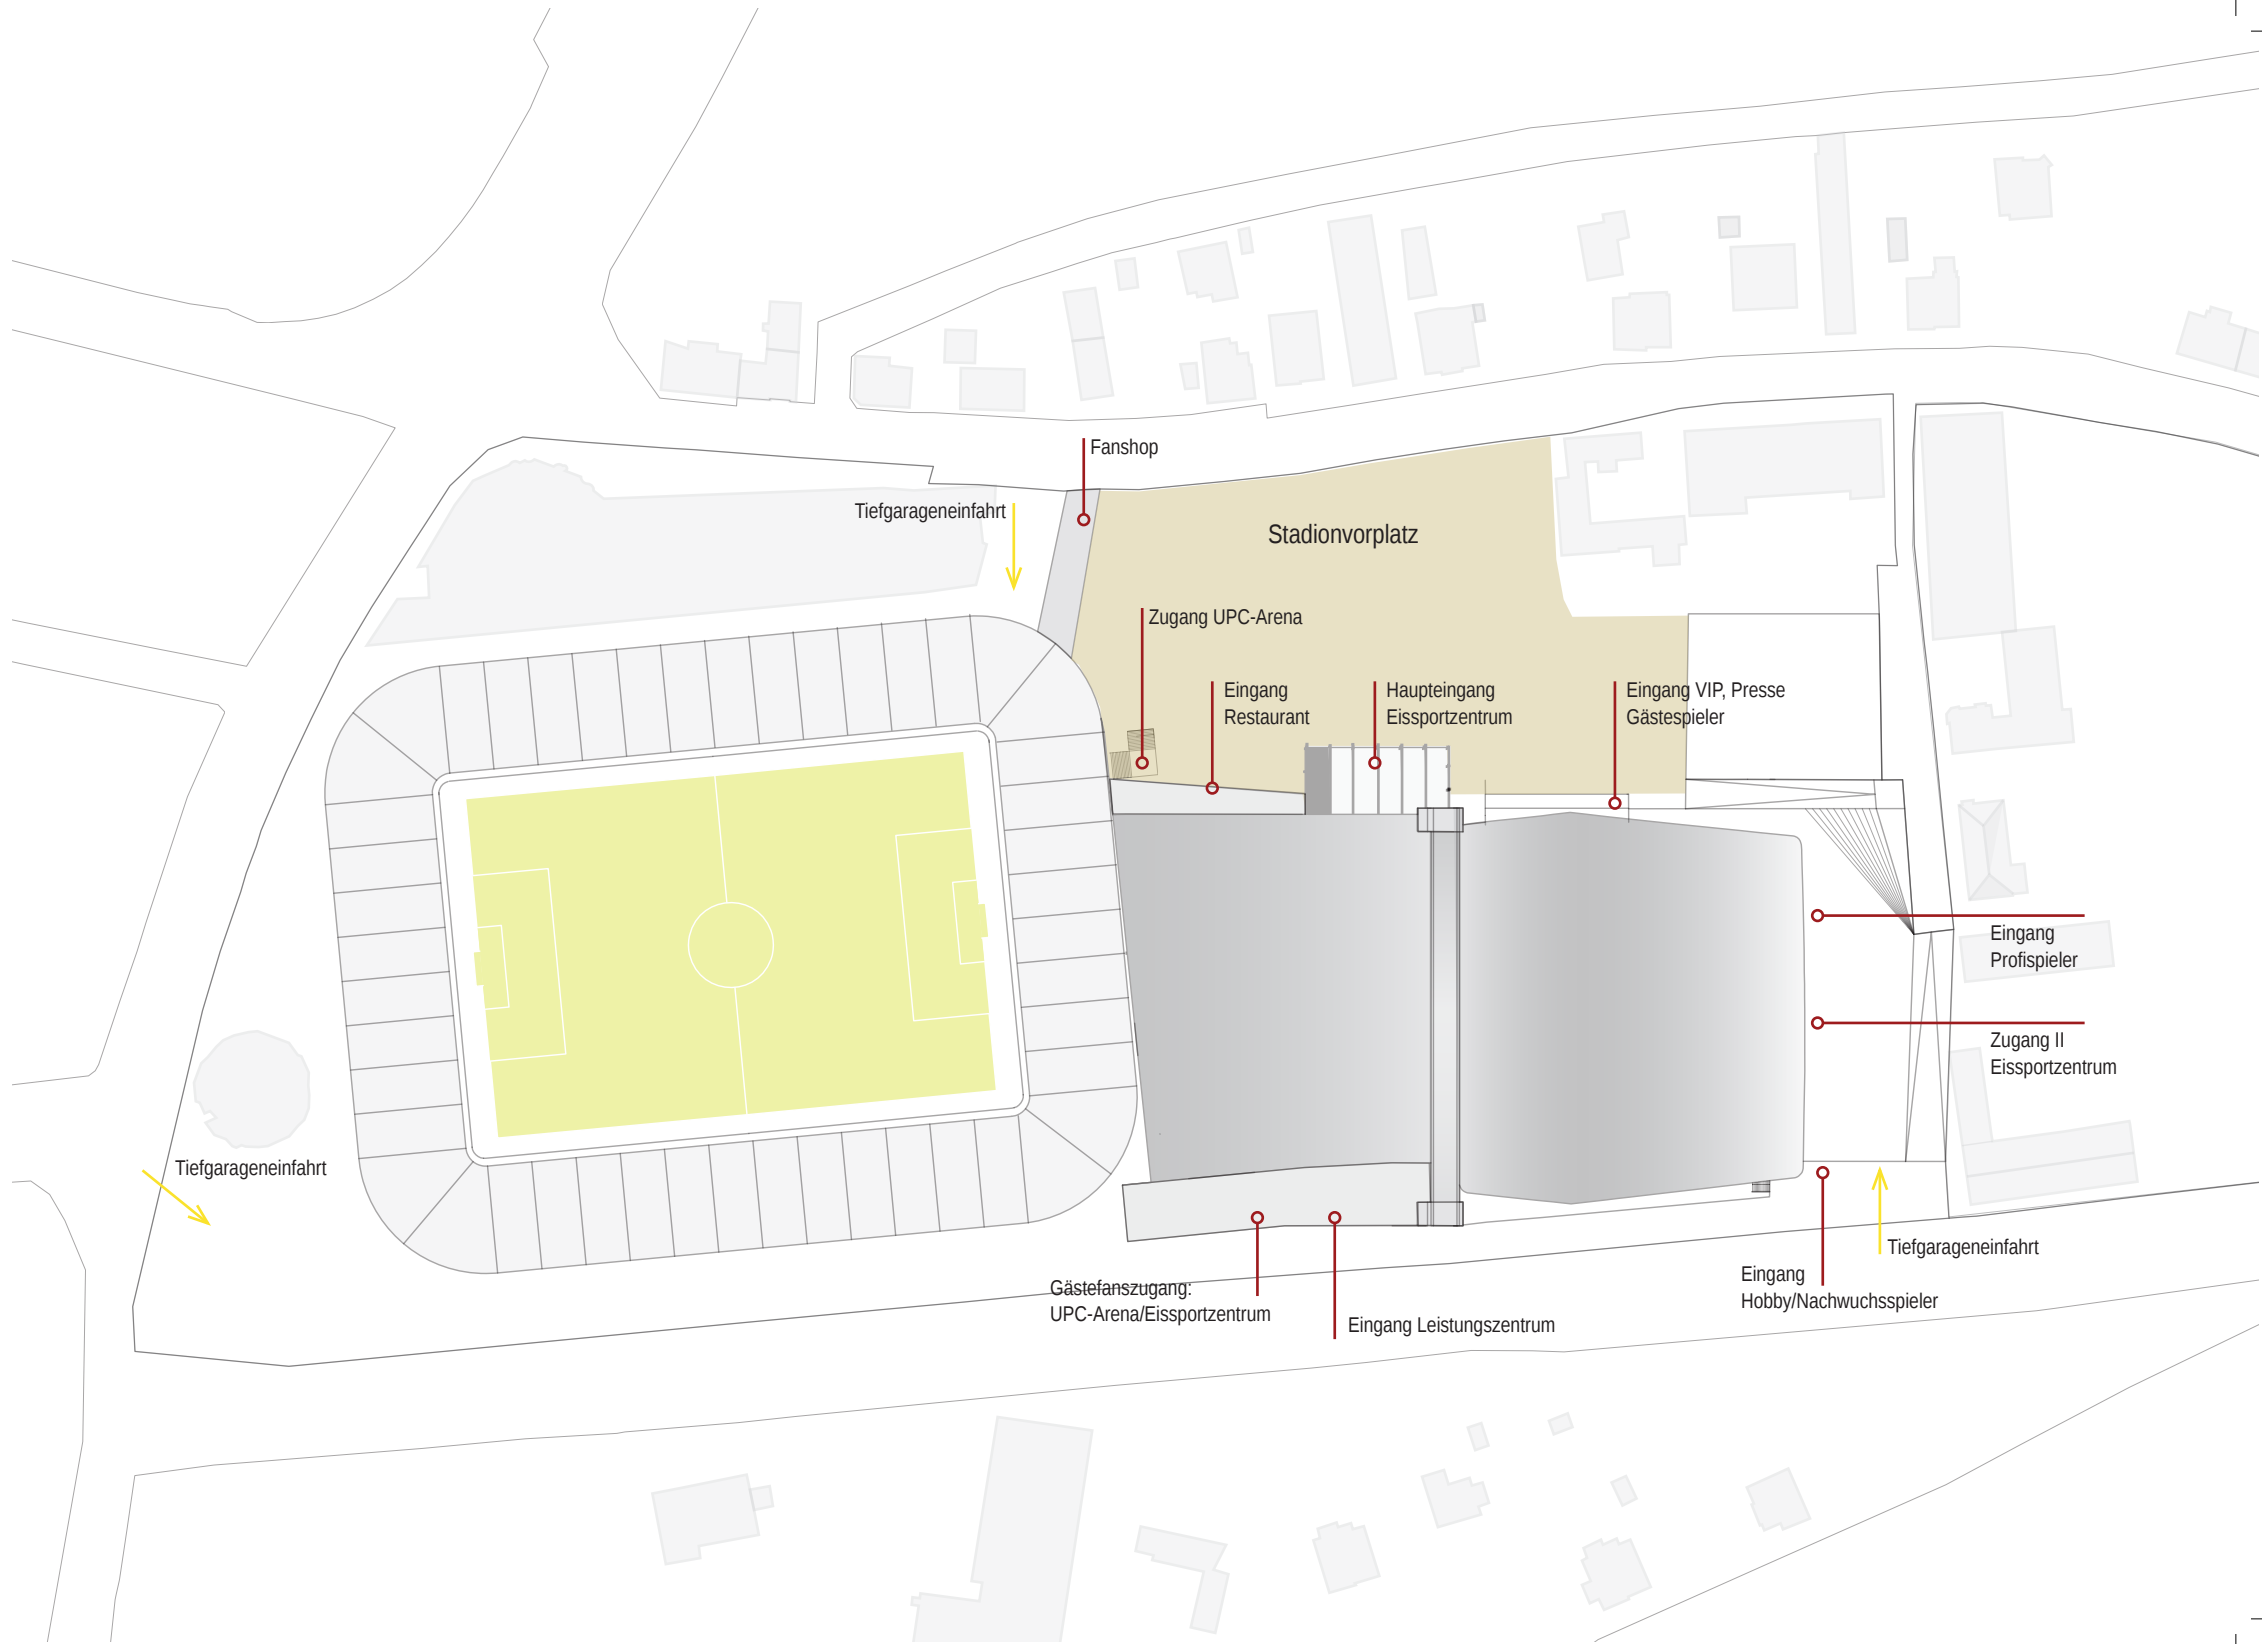 Fanshop
Tiefgarageneinfahrt
Stadionvorplatz
Zugang UPC-Arena
Eingang
Restaurant
Haupteingang
Eissportzentrum
Eingang VIP, Presse
Gästespieler
Eingang
Profispieler
Zugang II
Eissportzentrum
Tiefgarageneinfahrt
Tiefgarageneinfahrt
Gästefanszugang:
UPC-Arena/Eissportzentrum
Eingang Leistungszentrum
Eingang
Hobby/Nachwuchsspieler